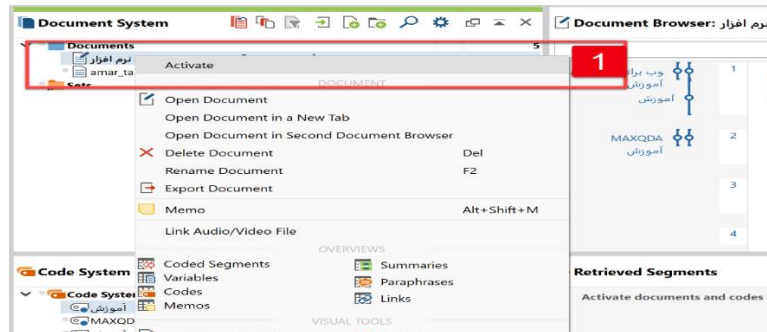 Document System
Document Browser: نرم افزار
Documents 5
نرم افزار
amar_ta
Sets
1
Activate
DOCUMENT
Open Document
Open Document in a New Tab
Open Document in Second Document Browser
Delete Document Del
Rename Document F2
Export Document
Memo Alt+Shift+M
Link Audio/Video File
OVERVIEWS
Coded Segments
Summaries
Variables
Paraphrases
Codes
Links
Memos
VISUAL TOOLS
وب برای
آموزش
1
آموزش
MAXQDA
آموزش
2
3
4
Code System
Code System
آموزش
MAXQD
Retrieved Segments
Activate documents and codes